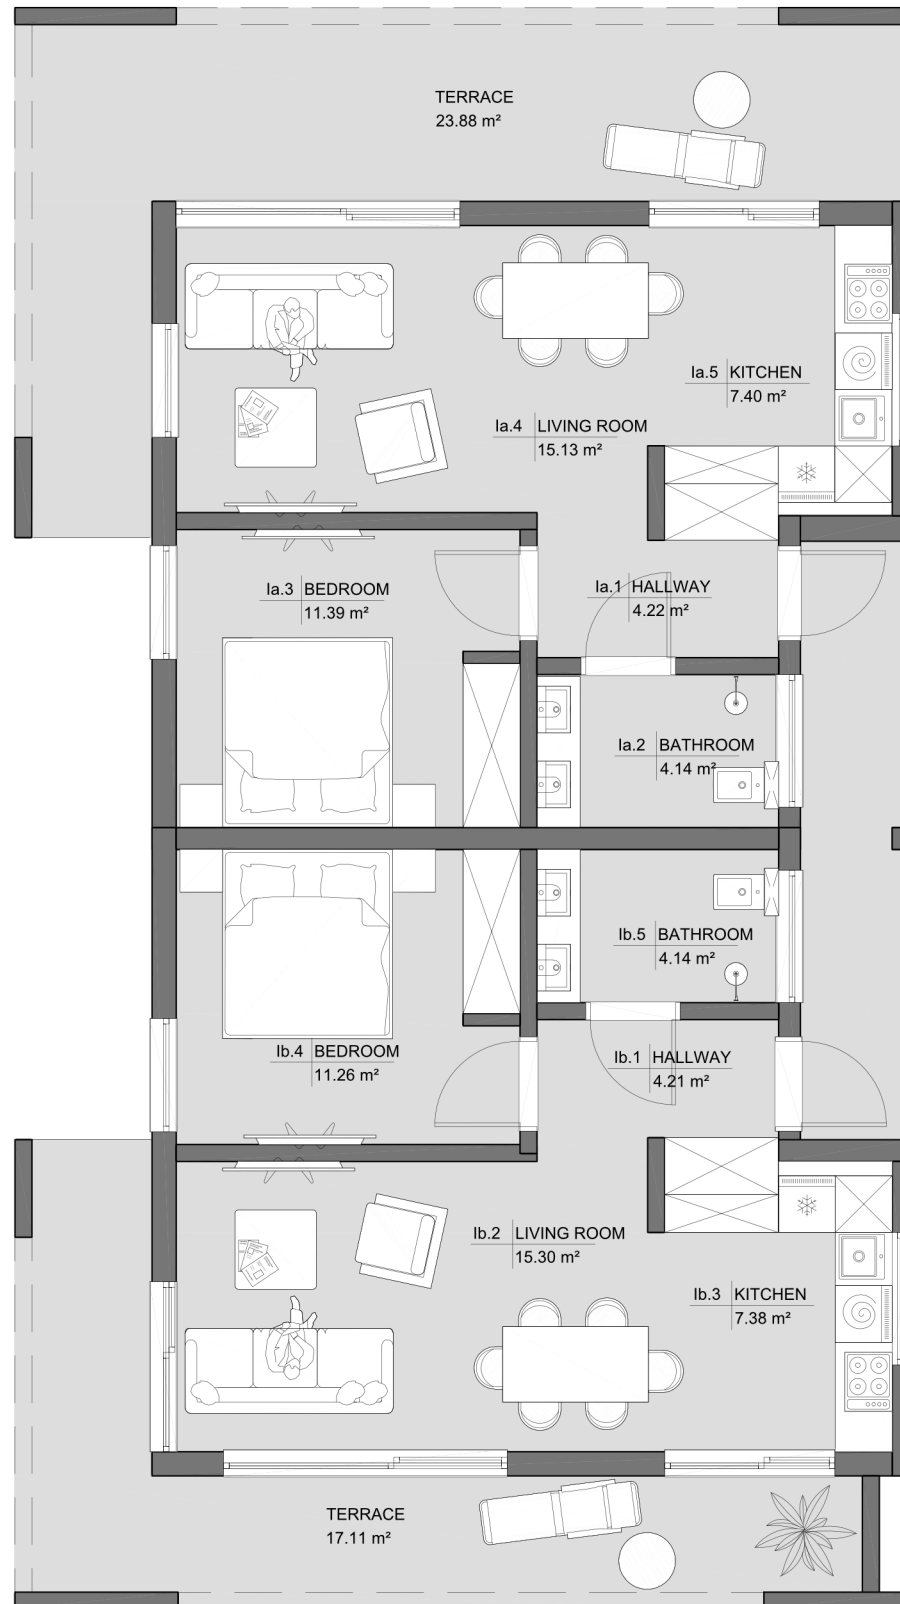 TERRACE
23.88 m²
Ia.5 KITCHEN
7.40 m²
Ia.4 LIVING ROOM
15.13 m²
Ia.3 BEDROOM
11.39 m²
Ia.1 HALLWAY
4.22 m²
Ia.2 BATHROOM
4.14 m²
Ib.5 BATHROOM
4.14 m²
Ib.4 BEDROOM
11.26 m²
Ib.1 HALLWAY
4.21 m²
Ib.2 LIVING ROOM
15.30 m²
Ib.3 KITCHEN
7.38 m²
TERRACE
17.11 m²